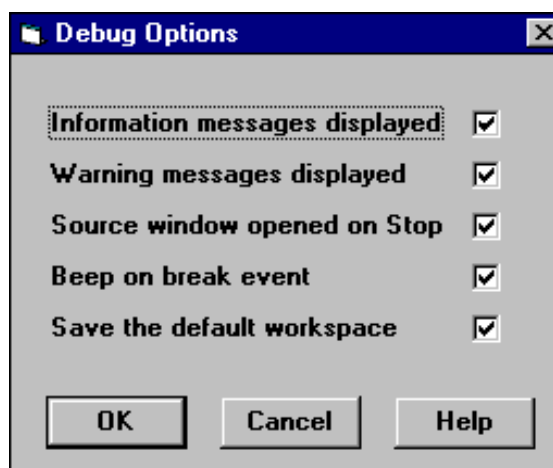 Debug Options
Information messages displayed
Warning messages displayed
Source window opened on Stop
Beep on break event
Save the default workspace
OK Cancel Help